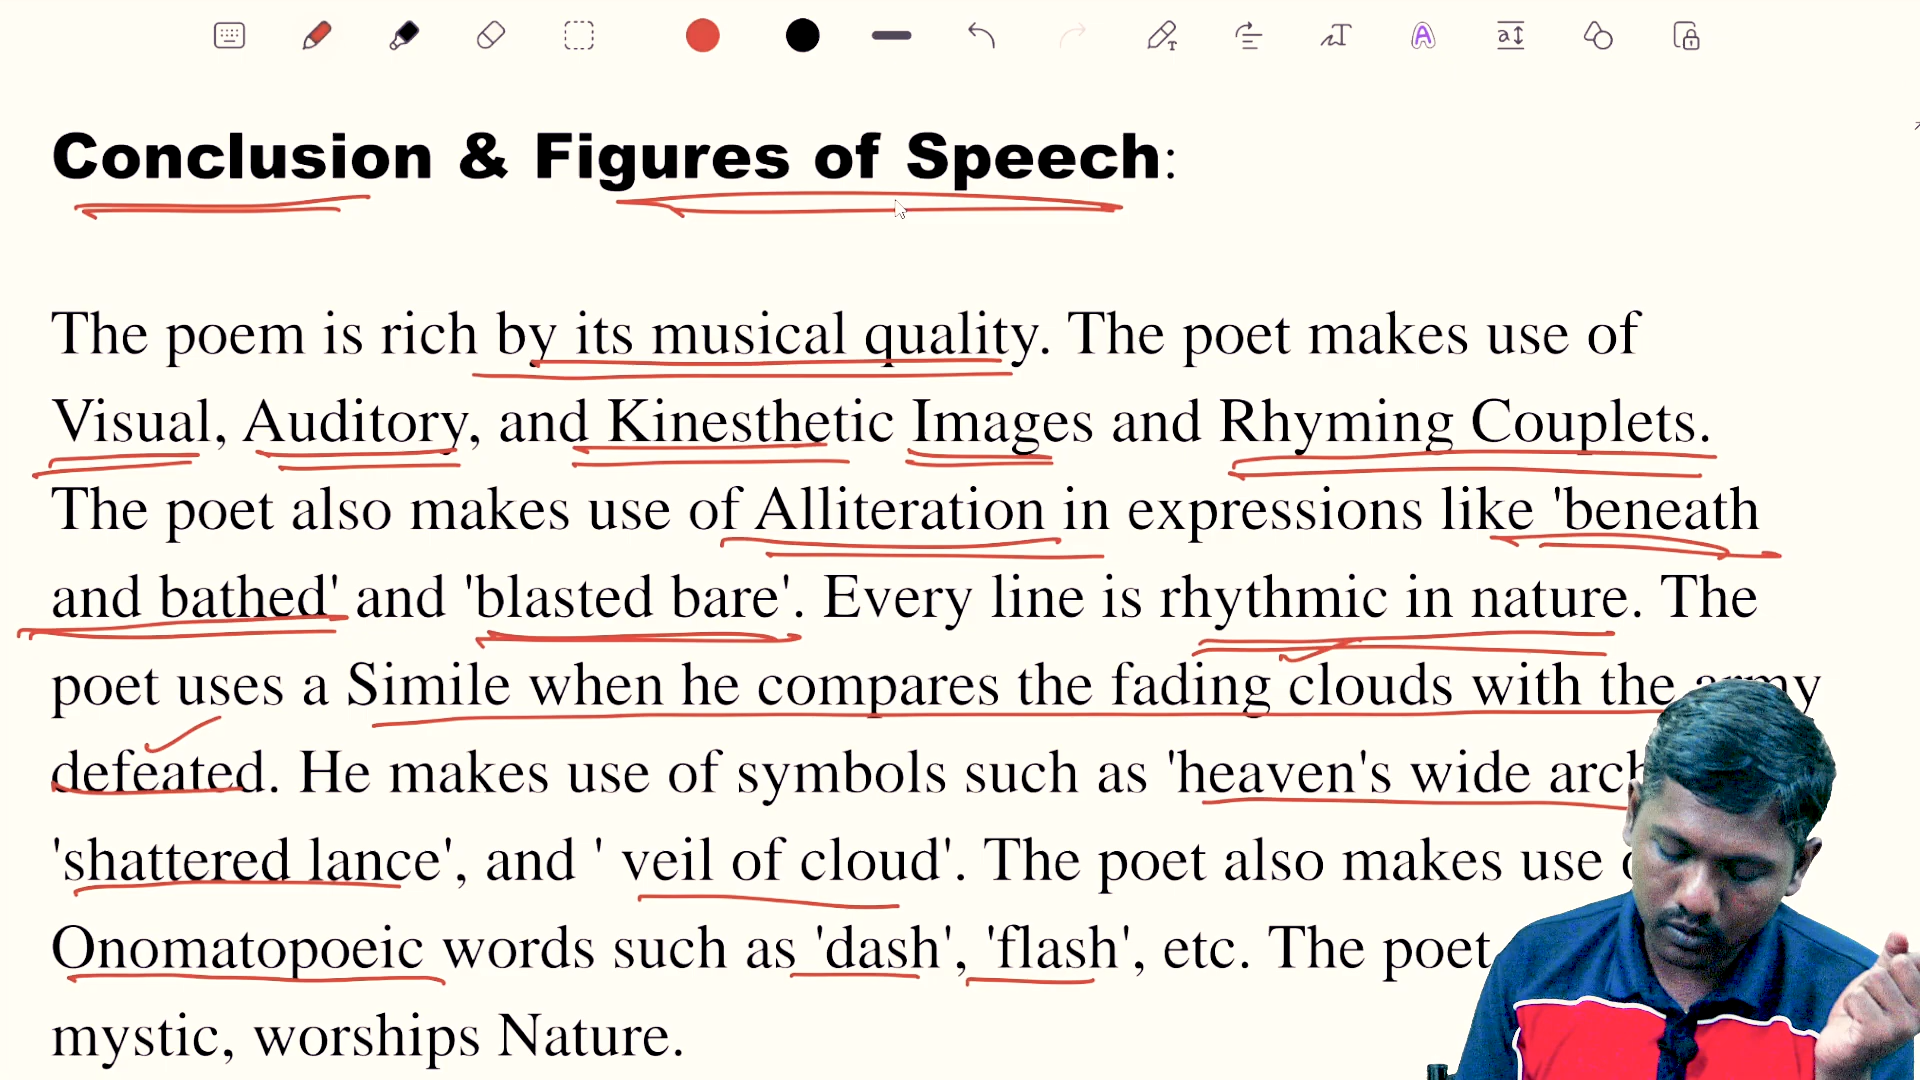 Conclusion & Figures of Speech:
The poem is rich by its musical quality. The poet makes use of
Visual, Auditory, and Kinesthetic Images and Rhyming Couplets.
The poet also makes use of Alliteration in expressions like 'beneath
and bathed' and 'blasted bare'. Every line is rhythmic in nature. The
poet uses a Simile when he compares the fading clouds with the army
defeated. He makes use of symbols such as 'heaven's wide arch
'shattered lance', and ' veil of cloud'. The poet also makes use
Onomatopoeic words such as 'dash', 'flash', etc. The poet
mystic, worships Nature.